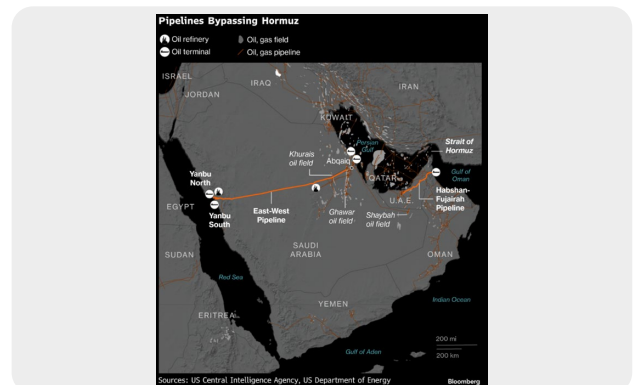 Pipelines Bypassing Hormuz
Oil refinery
Oil, gas field
Oil terminal
Oil, gas pipeline
ISRAEL
JORDAN
IRAQ
IRAN
KUWAIT
Persian
Gulf
Strait of
Hormuz
Khurais
oil field
Abqaiq
QATAR
Gulf of
Oman
Yanbu
North
U.A.E.
Habshan-
Fujairah
Pipeline
EGYPT
Yanbu
South
East-West
Pipeline
Ghawar
oil field
Shaybah
oil field
SAUDI
ARABIA
OMAN
SUDAN
Red Sea
Indian Ocean
YEMEN
ERITREA
200 mi
200 km
Gulf of Aden
Sources: US Central Intelligence Agency, US Department of Energy
Bloomberg